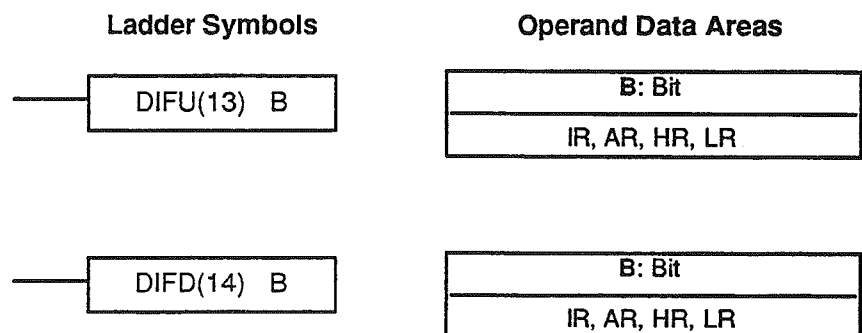 Ladder Symbols
Operand Data Areas
DIFU(13) B
B: Bit
IR, AR, HR, LR
DIFD(14) B
B: Bit
IR, AR, HR, LR